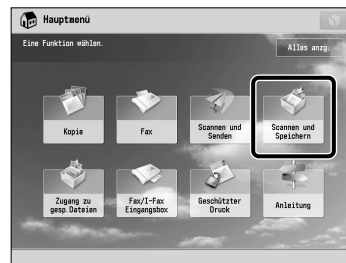 Hauptmenü
Eine Funktion wählen.
Alles anzg.
Kopie
Fax
Scannen und
Senden
Scannen und
Speichern
Zugang zu
gesp.Dateien
Fax/I-Fax
Eingangsbox
Geschützter
Druck
Anleitung